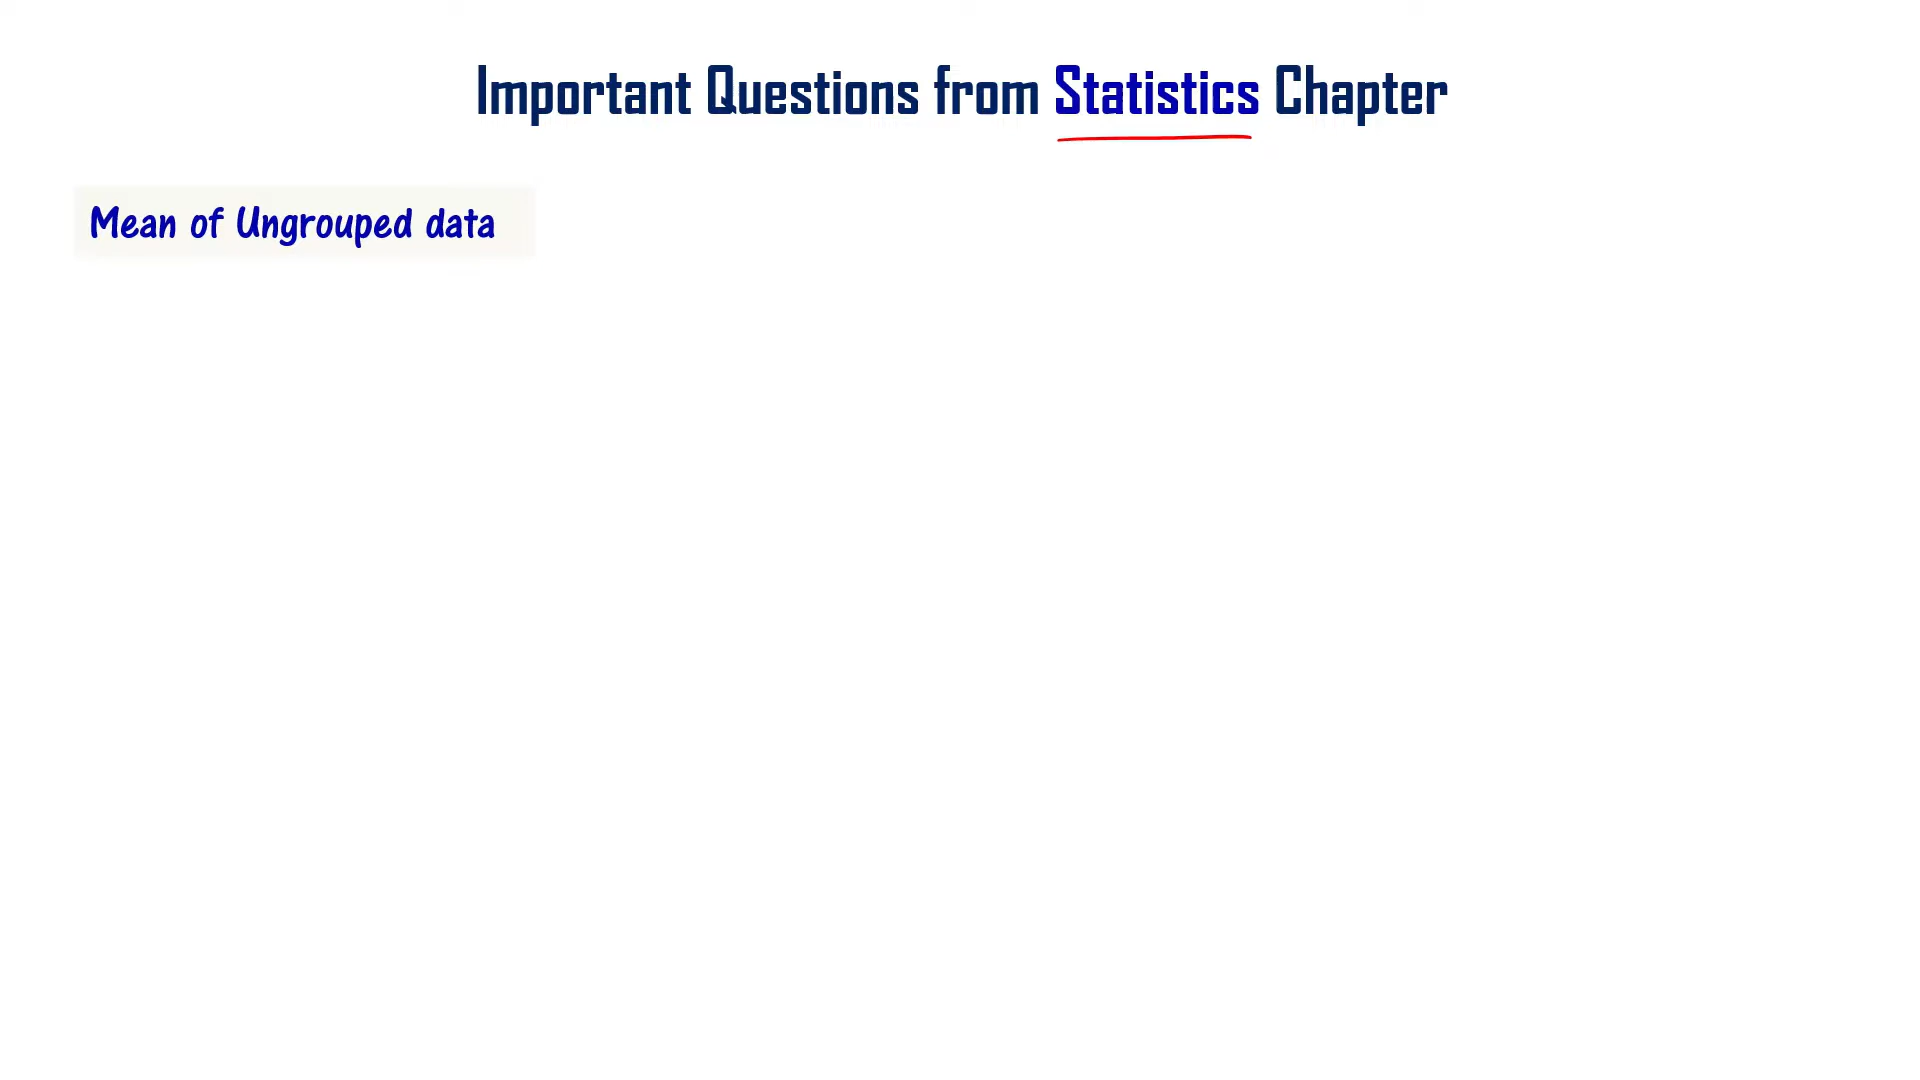 Important Questions from Statistics Chapter
Mean of Ungrouped data